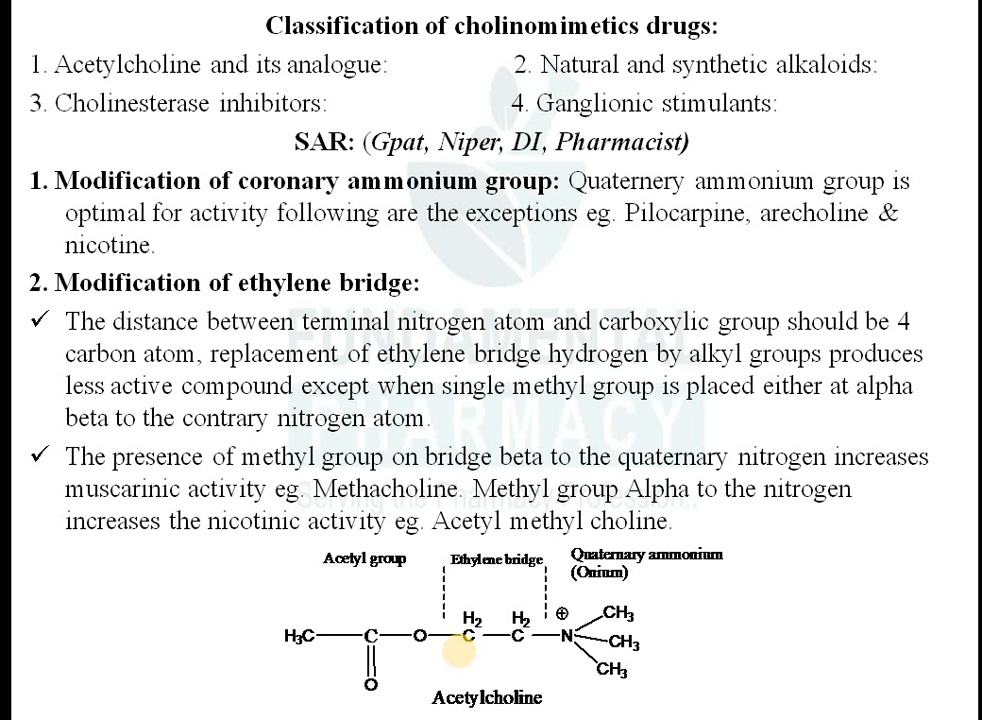 Classification of cholinomimetics drugs:
1. Acetylcholine and its analogue: 2. Natural and synthetic alkaloids:
3. Cholinesterase inhibitors: 4. Ganglionic stimulants:
SAR: (Gpat, Niper, DI, Pharmacist)
1. Modification of coronary ammonium group: Quaternery ammonium group is
optimal for activity following are the exceptions eg. Pilocarpine, arecholine &
nicotine.
2. Modification of ethylene bridge:
✓ The distance between terminal nitrogen atom and carboxylic group should be 4
carbon atom, replacement of ethylene bridge hydrogen by alkyl groups produces
less active compound except when single methyl group is placed either at alpha
beta to the contrary nitrogen atom.
✓ The presence of methyl group on bridge beta to the quaternary nitrogen increases
muscarinic activity eg. Methacholine. Methyl group Alpha to the nitrogen
increases the nicotinic activity eg. Acetyl methyl choline.
FUNDAMENTAL
PHARMACY
Acetyl group Ethylene bridge Quaternary ammonium
(Onium)
H₂ H₂ ⊕ CH₃
H₃C C O C C N CH₃
CH₃
O
Acetylcholine